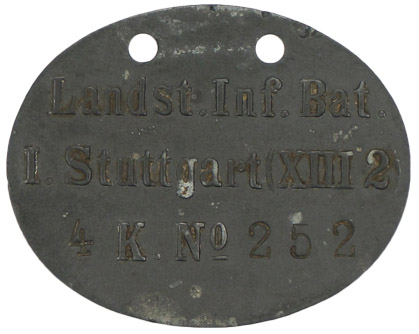 Landst. Inf. Bat.
I. Stuttgart (XIII 2)
4 K No 252